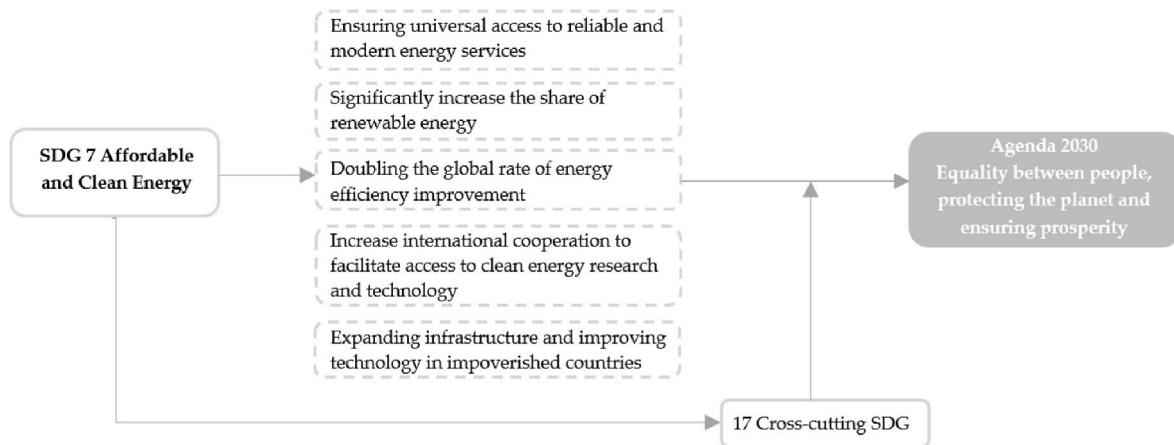 Ensuring universal access to reliable and
modern energy services
Significantly increase the share of
renewable energy
SDG 7 Affordable
and Clean Energy
Doubling the global rate of energy
efficiency improvement
Increase international cooperation to
facilitate access to clean energy research
and technology
Expanding infrastructure and improving
technology in impoverished countries
17 Cross-cutting SDG
Agenda 2030
Equality between people,
protecting the planet and
ensuring prosperity